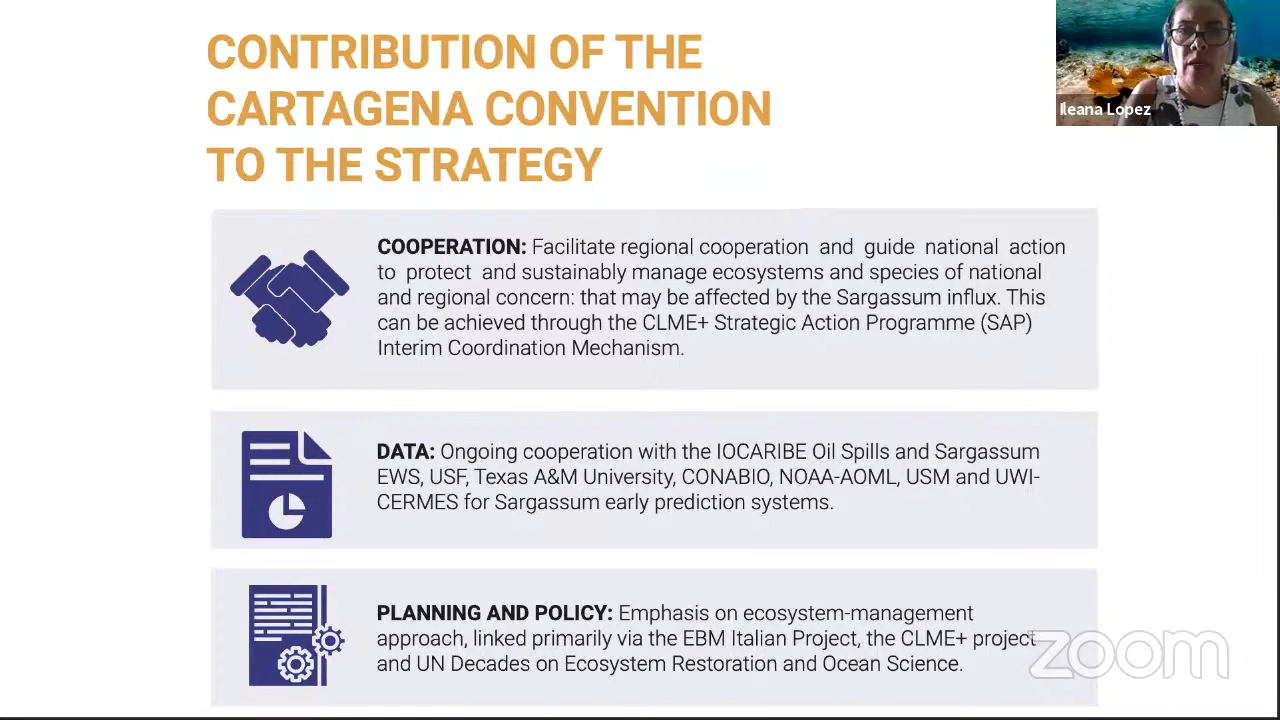 CONTRIBUTION OF THE
CARTAGENA CONVENTION
TO THE STRATEGY
Ileana Lopez
COOPERATION: Facilitate regional cooperation and guide national action
to protect and sustainably manage ecosystems and species of national
and regional concern: that may be affected by the Sargassum influx. This
can be achieved through the CLME+ Strategic Action Programme (SAP)
Interim Coordination Mechanism.
DATA: Ongoing cooperation with the IOCARIBE Oil Spills and Sargassum
EWS, USF, Texas A&M University, CONABIO, NOAA-AOML, USM and UWI-
CERMES for Sargassum early prediction systems.
PLANNING AND POLICY: Emphasis on ecosystem-management
approach, linked primarily via the EBM Italian Project, the CLME+ project
and UN Decades on Ecosystem Restoration and Ocean Science.
zoom